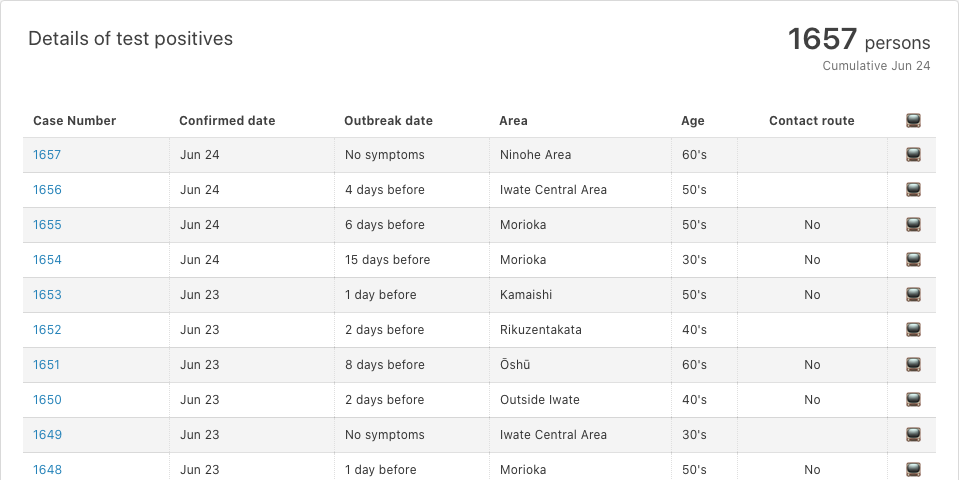 Details of test positives
1657 persons
Cumulative Jun 24
Case Number Confirmed date Outbreak date Area Age Contact route
1657 Jun 24 No symptoms Ninohe Area 60's
1656 Jun 24 4 days before Iwate Central Area 50's
1655 Jun 24 6 days before Morioka 50's No
1654 Jun 24 15 days before Morioka 30's No
1653 Jun 23 1 day before Kamaishi 50's No
1652 Jun 23 2 days before Rikuzentakata 40's
1651 Jun 23 8 days before Ōshū 60's No
1650 Jun 23 2 days before Outside Iwate 40's No
1649 Jun 23 No symptoms Iwate Central Area 30's
1648 Jun 23 1 day before Morioka 50's No